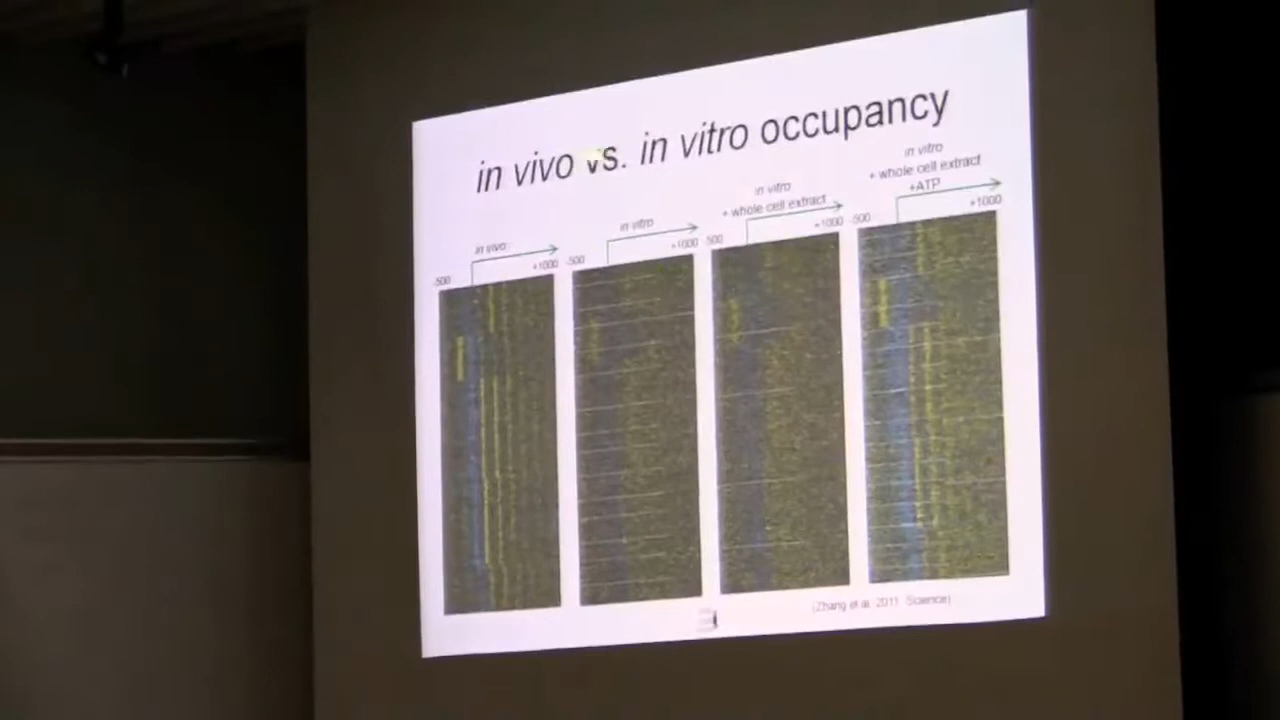 in vivo vs. in vitro occupancy
in vivo
-500
+1000
in vitro
-500
+1000
in vitro
+ whole cell extract
-500
+1000
in vitro
+ whole cell extract
+ATP
-500
+1000
(Zhang et al. 2011 Science)